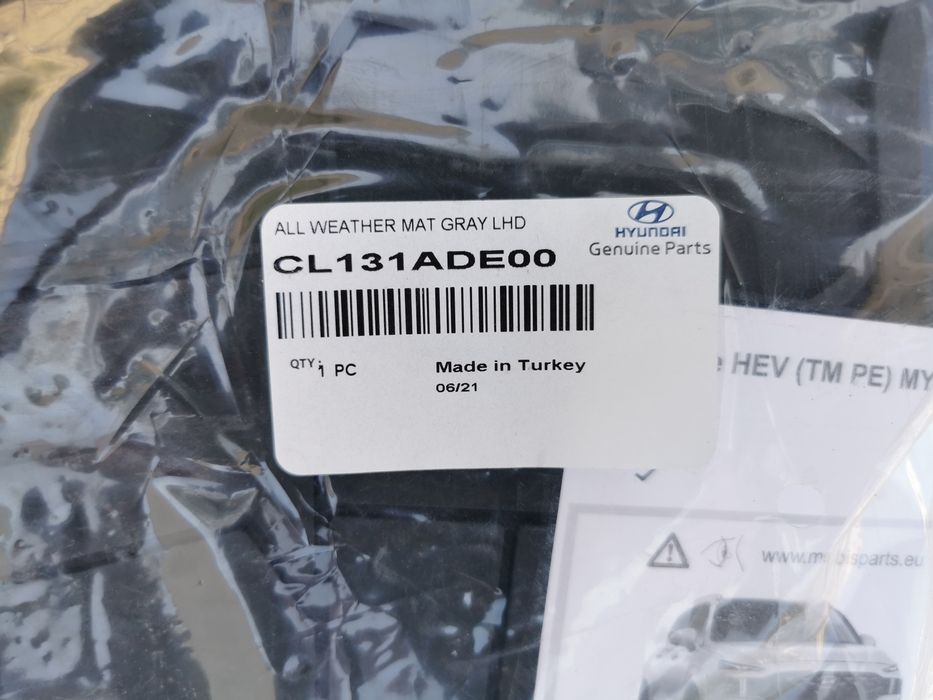 ALL WEATHER MAT GRAY LHD
HYUNDAI
Genuine Parts
CL131ADE00
QTY: 1 PC
Made in Turkey
06/21
HEV (TM PE) MY
www.mobisparts.eu